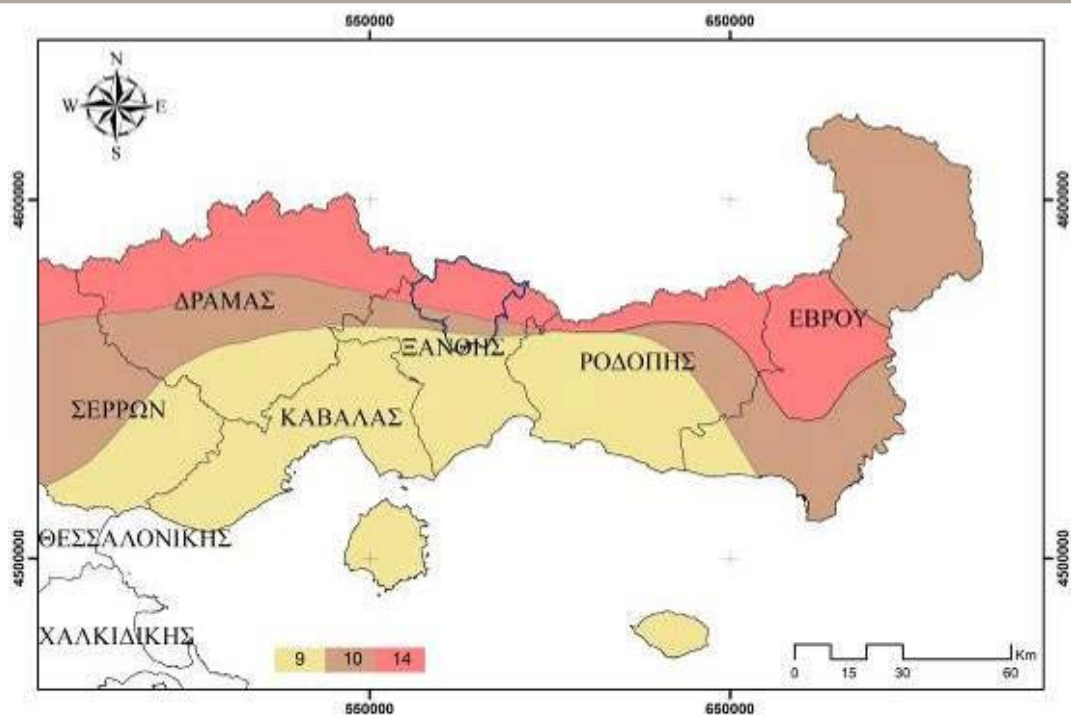 550000 650000
N
W E
S
4600000 4600000
ΔΡΑΜΑΣ
ΕΒΡΟΥ
ΞΑΝΘΗΣ
ΡΟΔΟΠΗΣ
ΣΕΡΡΩΝ
ΚΑΒΑΛΑΣ
ΘΕΣΣΑΛΟΝΙΚΗΣ
4500000 4500000
ΧΑΛΚΙΔΙΚΗΣ
9 10 14
Km
0 15 30 60
550000 650000